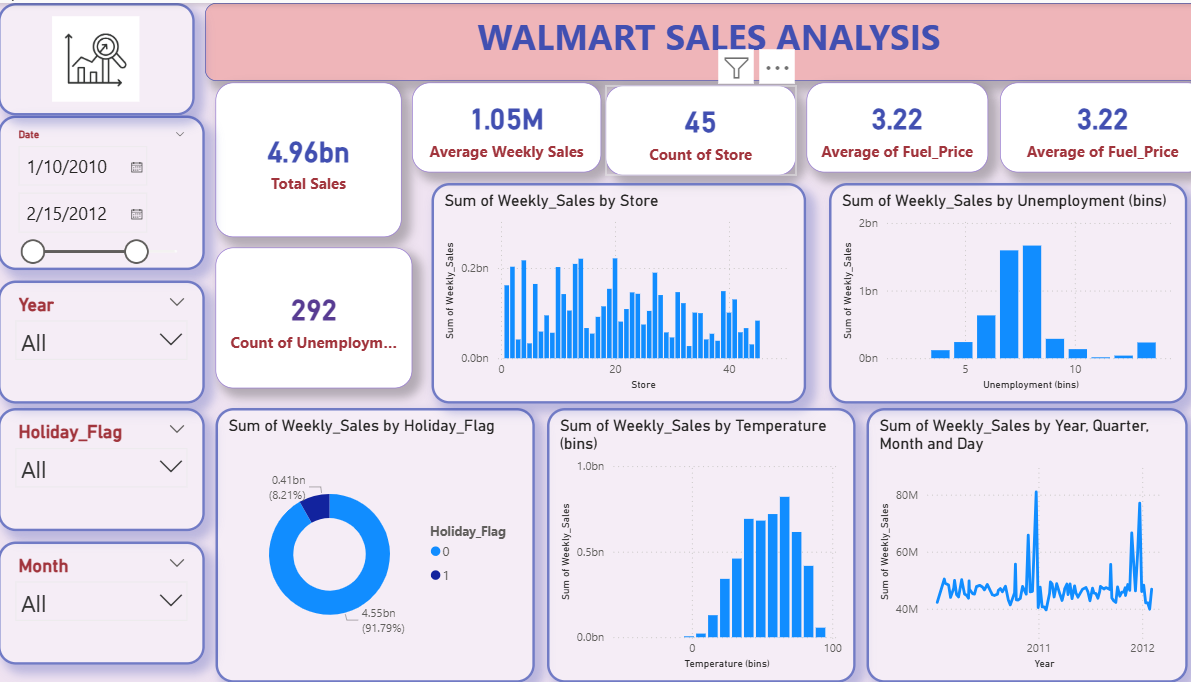 WALMART SALES ANALYSIS
Date
1/10/2010
2/15/2012
Year
All
Holiday_Flag
All
Month
All
4.96bn
Total Sales
1.05M
Average Weekly Sales
45
Count of Store
3.22
Average of Fuel_Price
3.22
Average of Fuel_Price
292
Count of Unemploym...
Sum of Weekly_Sales by Store
Sum of Weekly_Sales
0.2bn
0.0bn
0
20
40
Store
Sum of Weekly_Sales by Unemployment (bins)
Sum of Weekly_Sales
2bn
1bn
0bn
5
10
Unemployment (bins)
Sum of Weekly_Sales by Holiday_Flag
0.41bn
(8.21%)
4.55bn
(91.79%)
Holiday_Flag
0
1
Sum of Weekly_Sales by Temperature
(bins)
Sum of Weekly_Sales
1.0bn
0.5bn
0.0bn
0
100
Temperature (bins)
Sum of Weekly_Sales by Year, Quarter,
Month and Day
Sum of Weekly_Sales
80M
60M
40M
2011
2012
Year